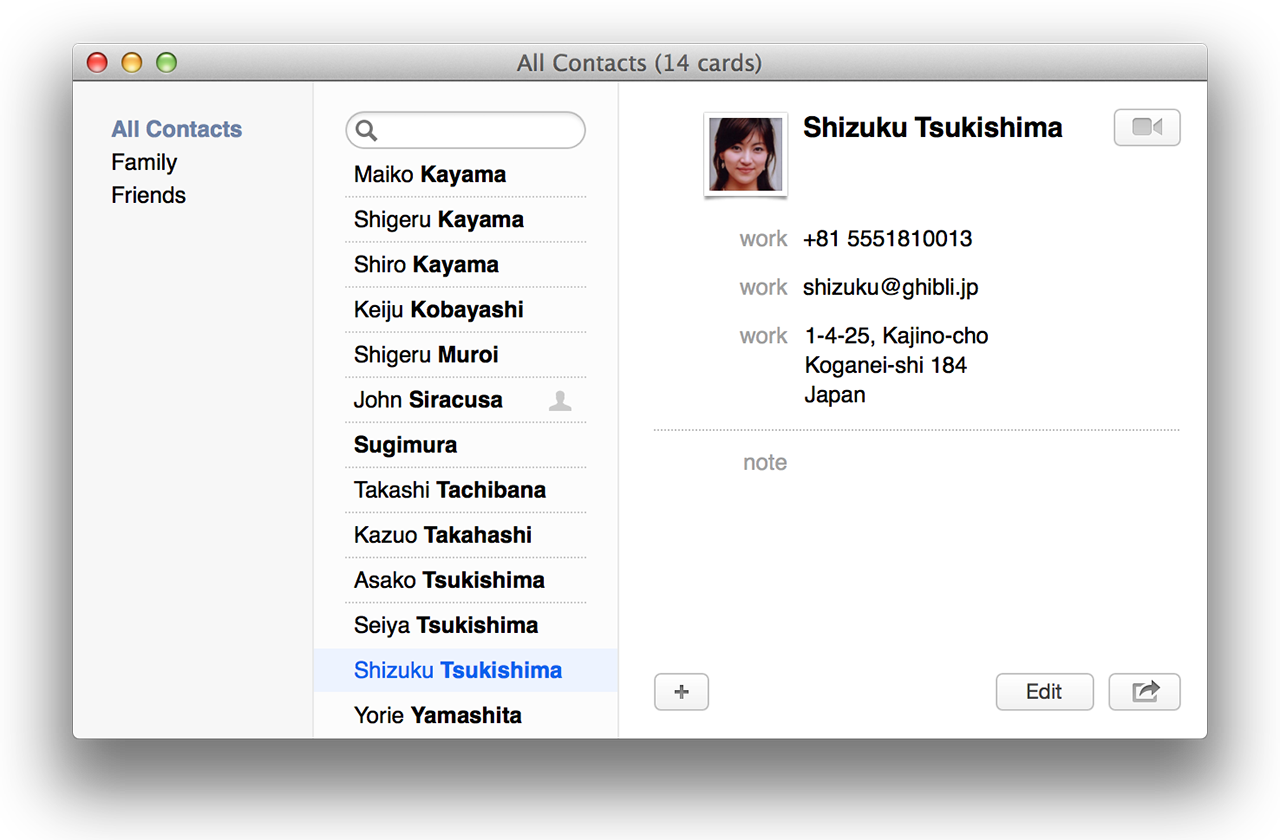 All Contacts (14 cards)
All Contacts
Family
Friends
Maiko Kayama
Shigeru Kayama
Shiro Kayama
Keiju Kobayashi
Shigeru Muroi
John Siracusa
Sugimura
Takashi Tachibana
Kazuo Takahashi
Asako Tsukishima
Seiya Tsukishima
Shizuku Tsukishima
Yorie Yamashita
Shizuku Tsukishima
work +81 5551810013
work shizuku@ghibli.jp
work 1-4-25, Kajino-cho
Koganei-shi 184
Japan
note
+ Edit